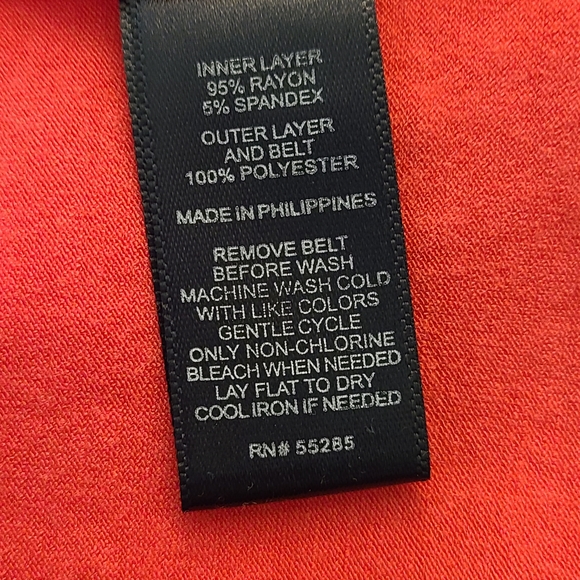 INNER LAYER
95% RAYON
5% SPANDEX
OUTER LAYER
AND BELT
100% POLYESTER
MADE IN PHILIPPINES
REMOVE BELT
BEFORE WASH
MACHINE WASH COLD
WITH LIKE COLORS
GENTLE CYCLE
ONLY NON-CHLORINE
BLEACH WHEN NEEDED
LAY FLAT TO DRY
COOL IRON IF NEEDED
RN# 55285